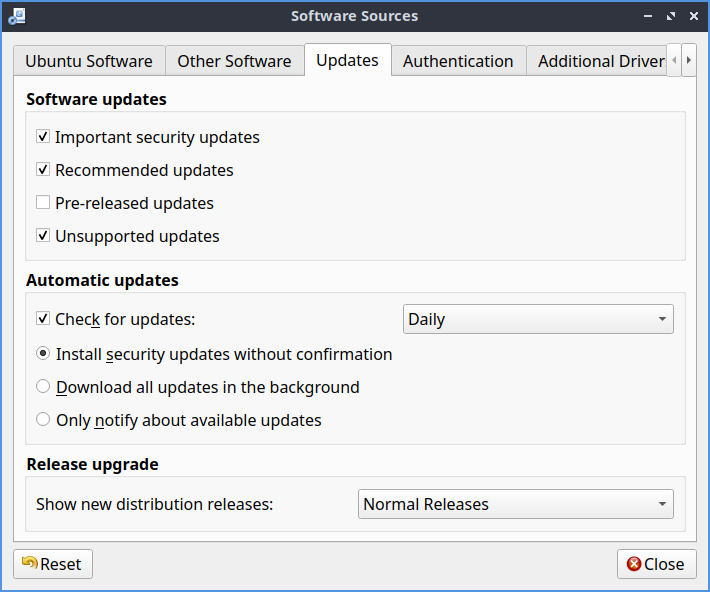 Software Sources
Ubuntu Software Other Software Updates Authentication Additional Driver
Software updates
Important security updates
Recommended updates
Pre-released updates
Unsupported updates
Automatic updates
Check for updates: Daily
Install security updates without confirmation
Download all updates in the background
Only notify about available updates
Release upgrade
Show new distribution releases: Normal Releases
Reset Close